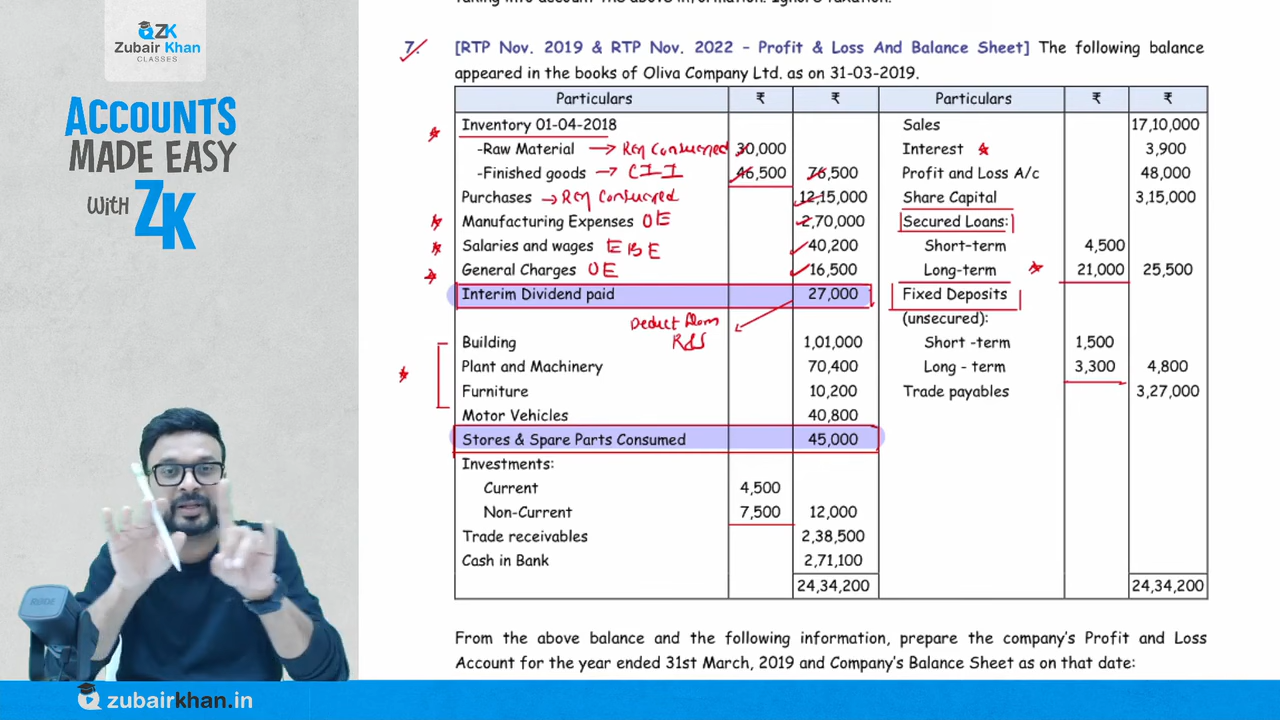 taking into account the above information. Ignore taxation.
ZK
Zubair Khan
CLASSES
ACCOUNTS
MADE EASY
WITH ZK
7. [RTP Nov. 2019 & RTP Nov. 2022 – Profit & Loss And Balance Sheet] The following balance
appeared in the books of Oliva Company Ltd. as on 31-03-2019.
Particulars ₹ ₹ Particulars ₹ ₹
Inventory 01-04-2018 Sales 17,10,000
-Raw Material → RM Consumed 30,000 Interest 3,900
-Finished goods → CII 46,500 76,500 Profit and Loss A/c 48,000
Purchases → RM Consumed 12,15,000 Share Capital 3,15,000
Manufacturing Expenses OE 2,70,000 Secured Loans:
Salaries and wages EBE 40,200 Short-term 4,500
General Charges OE 16,500 Long-term 21,000 25,500
Interim Dividend paid 27,000 Fixed Deposits
Deduct from (unsecured):
R&S
Building 1,01,000 Short -term 1,500
Plant and Machinery 70,400 Long - term 3,300 4,800
Furniture 10,200 Trade payables 3,27,000
Motor Vehicles 40,800
Stores & Spare Parts Consumed 45,000
Investments:
Current 4,500
Non-Current 7,500 12,000
Trade receivables 2,38,500
Cash in Bank 2,71,100
24,34,200 24,34,200
From the above balance and the following information, prepare the company's Profit and Loss
Account for the year ended 31st March, 2019 and Company's Balance Sheet as on that date:
RODE
zubairkhan.in